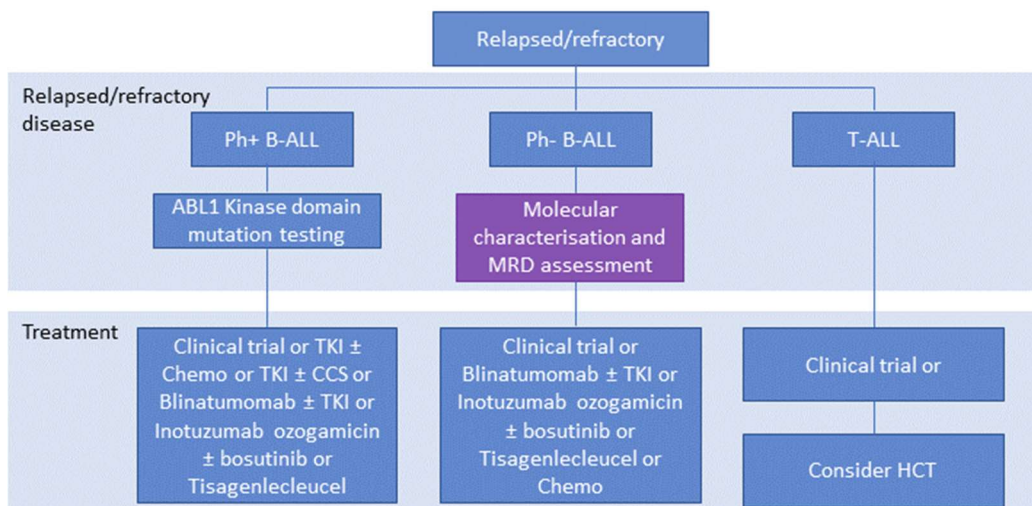 Relapsed/refractory
Relapsed/refractory
disease
Ph+ B-ALL
Ph- B-ALL
T-ALL
ABL1 Kinase domain
mutation testing
Molecular
characterisation and
MRD assessment
Treatment
Clinical trial or TKI ±
Chemo or TKI ± CCS or
Blinatumomab ± TKI or
Inotuzumab ozogamicin
± bosutinib or
Tisagenlecleucel
Clinical trial or
Blinatumomab ± TKI or
Inotuzumab ozogamicin
± bosutinib or
Tisagenlecleucel or
Chemo
Clinical trial or
Consider HCT